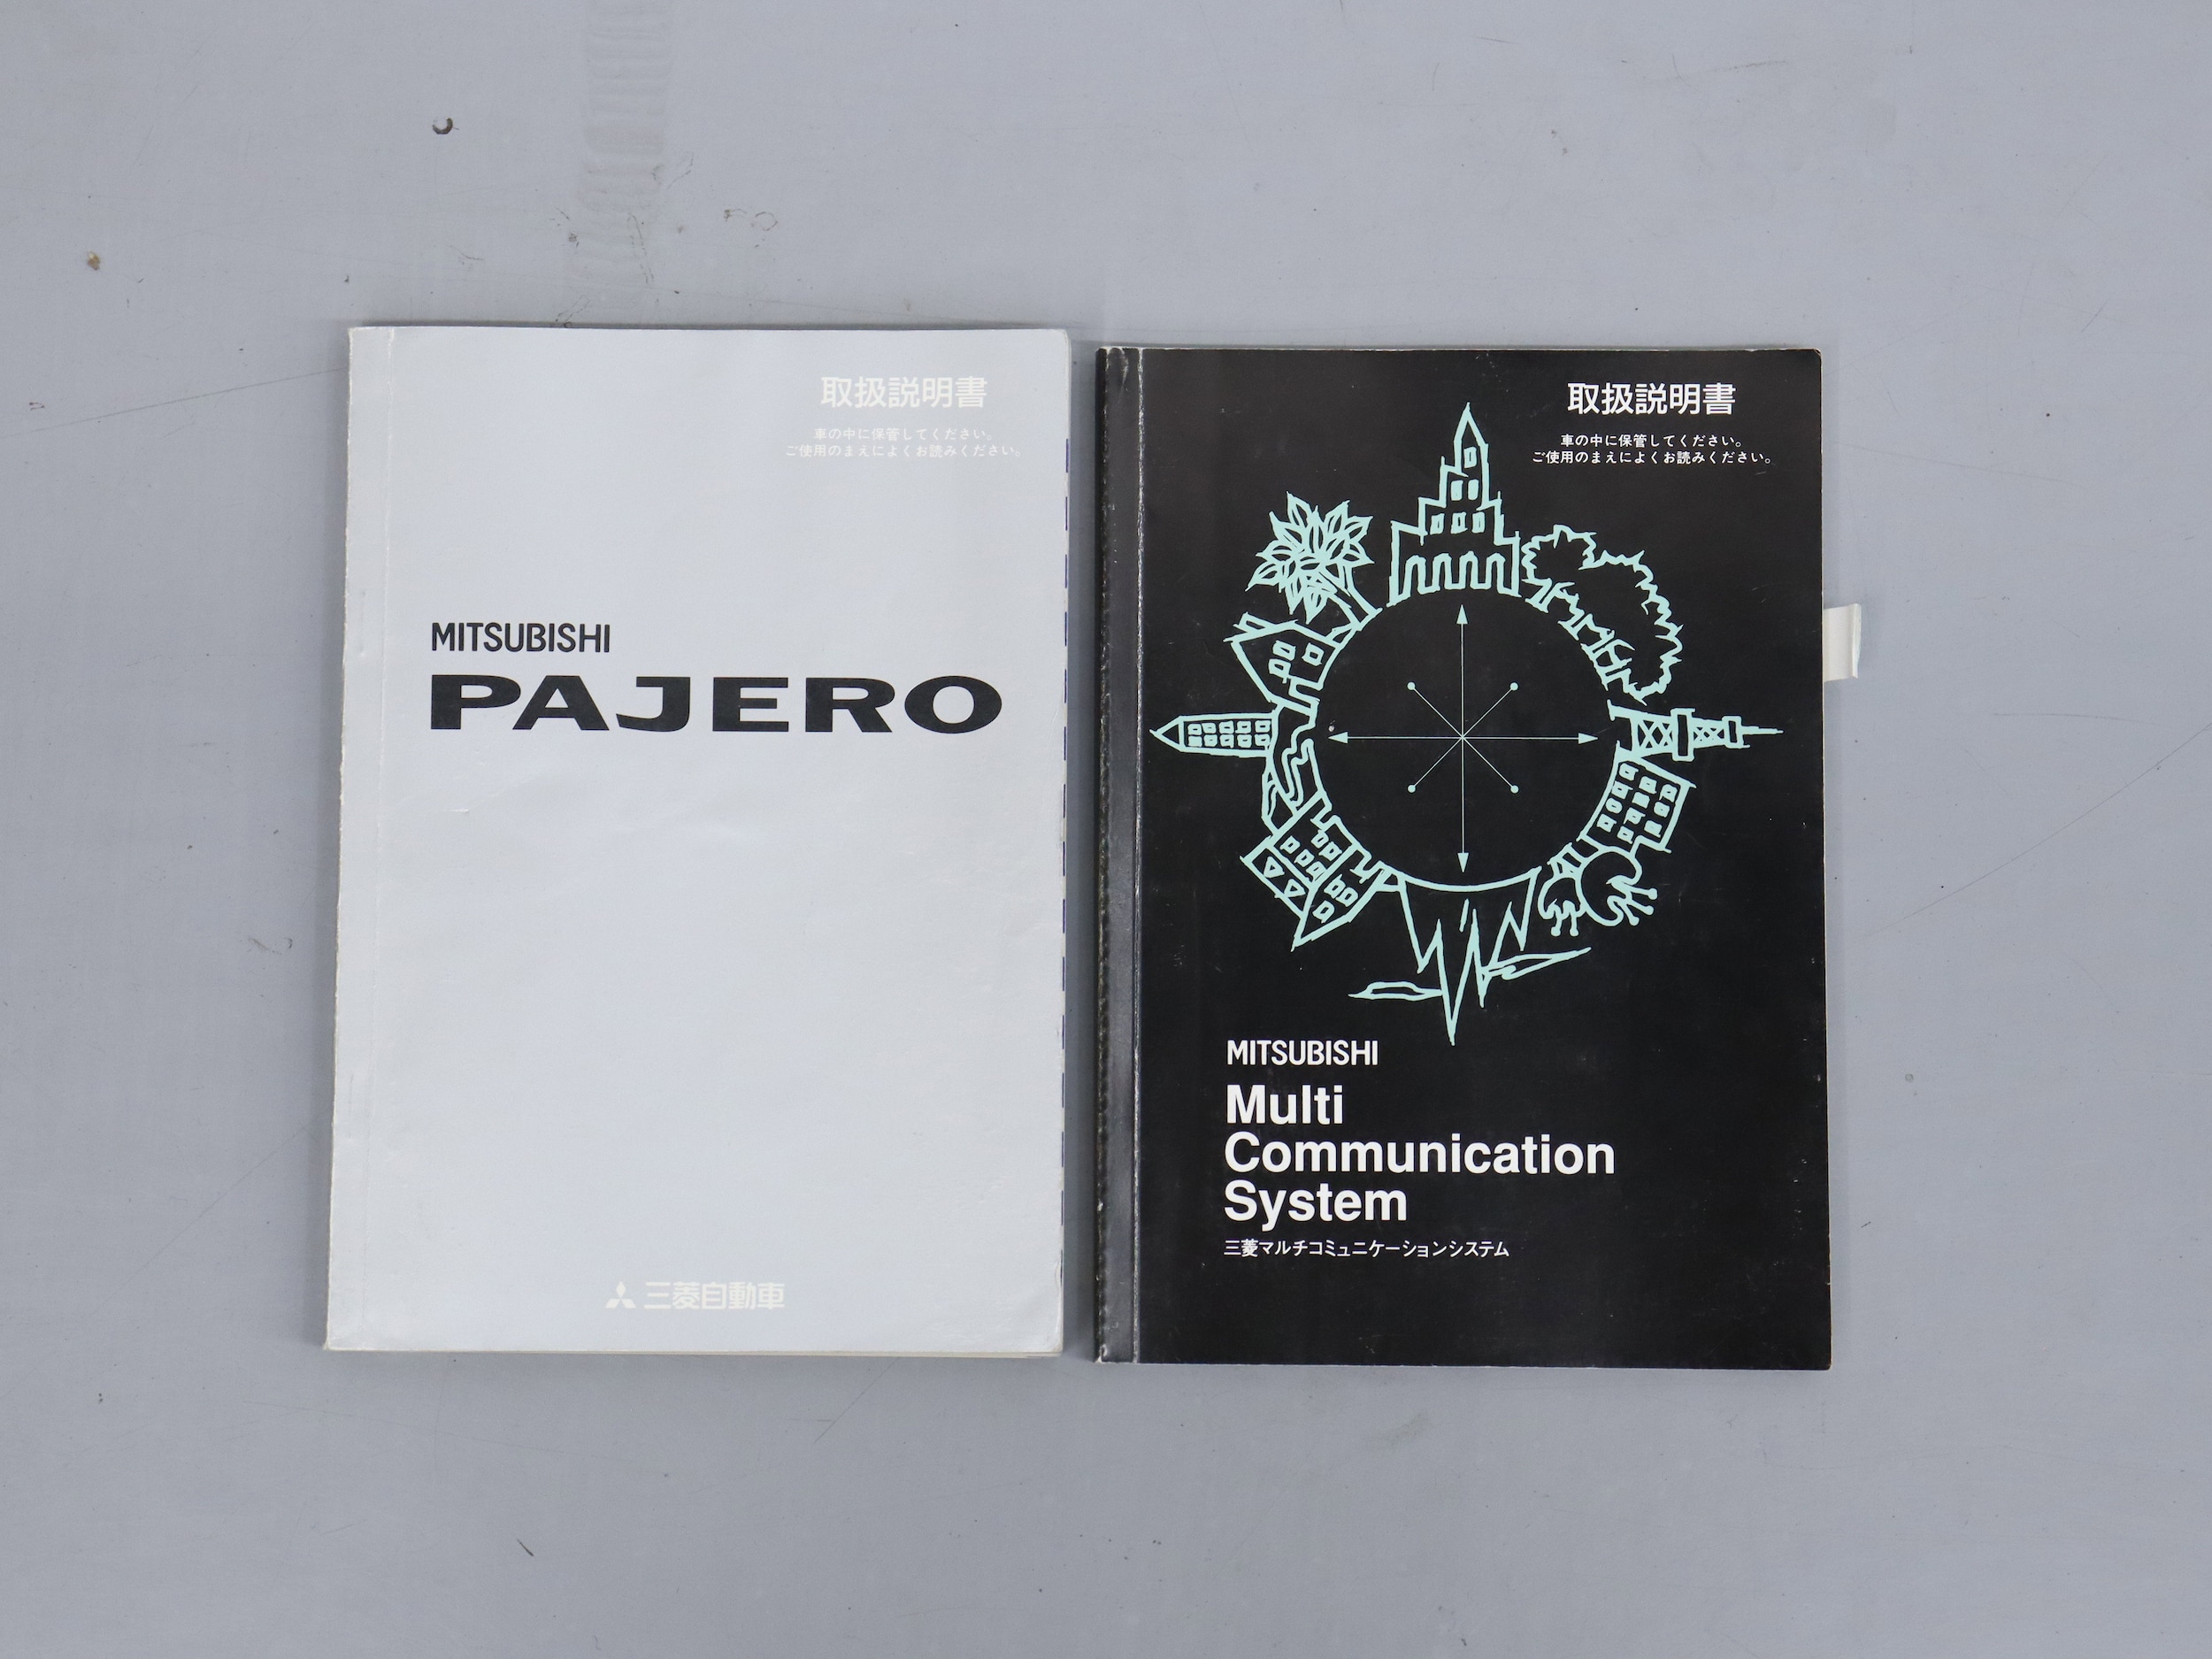 取扱説明書
車の中に保管してください。
ご使用のまえによくお読みください。
MITSUBISHI
PAJERO
三菱自動車
取扱説明書
車の中に保管してください。
ご使用のまえによくお読みください。
MITSUBISHI
Multi
Communication
System
三菱マルチコミュニケーションシステム